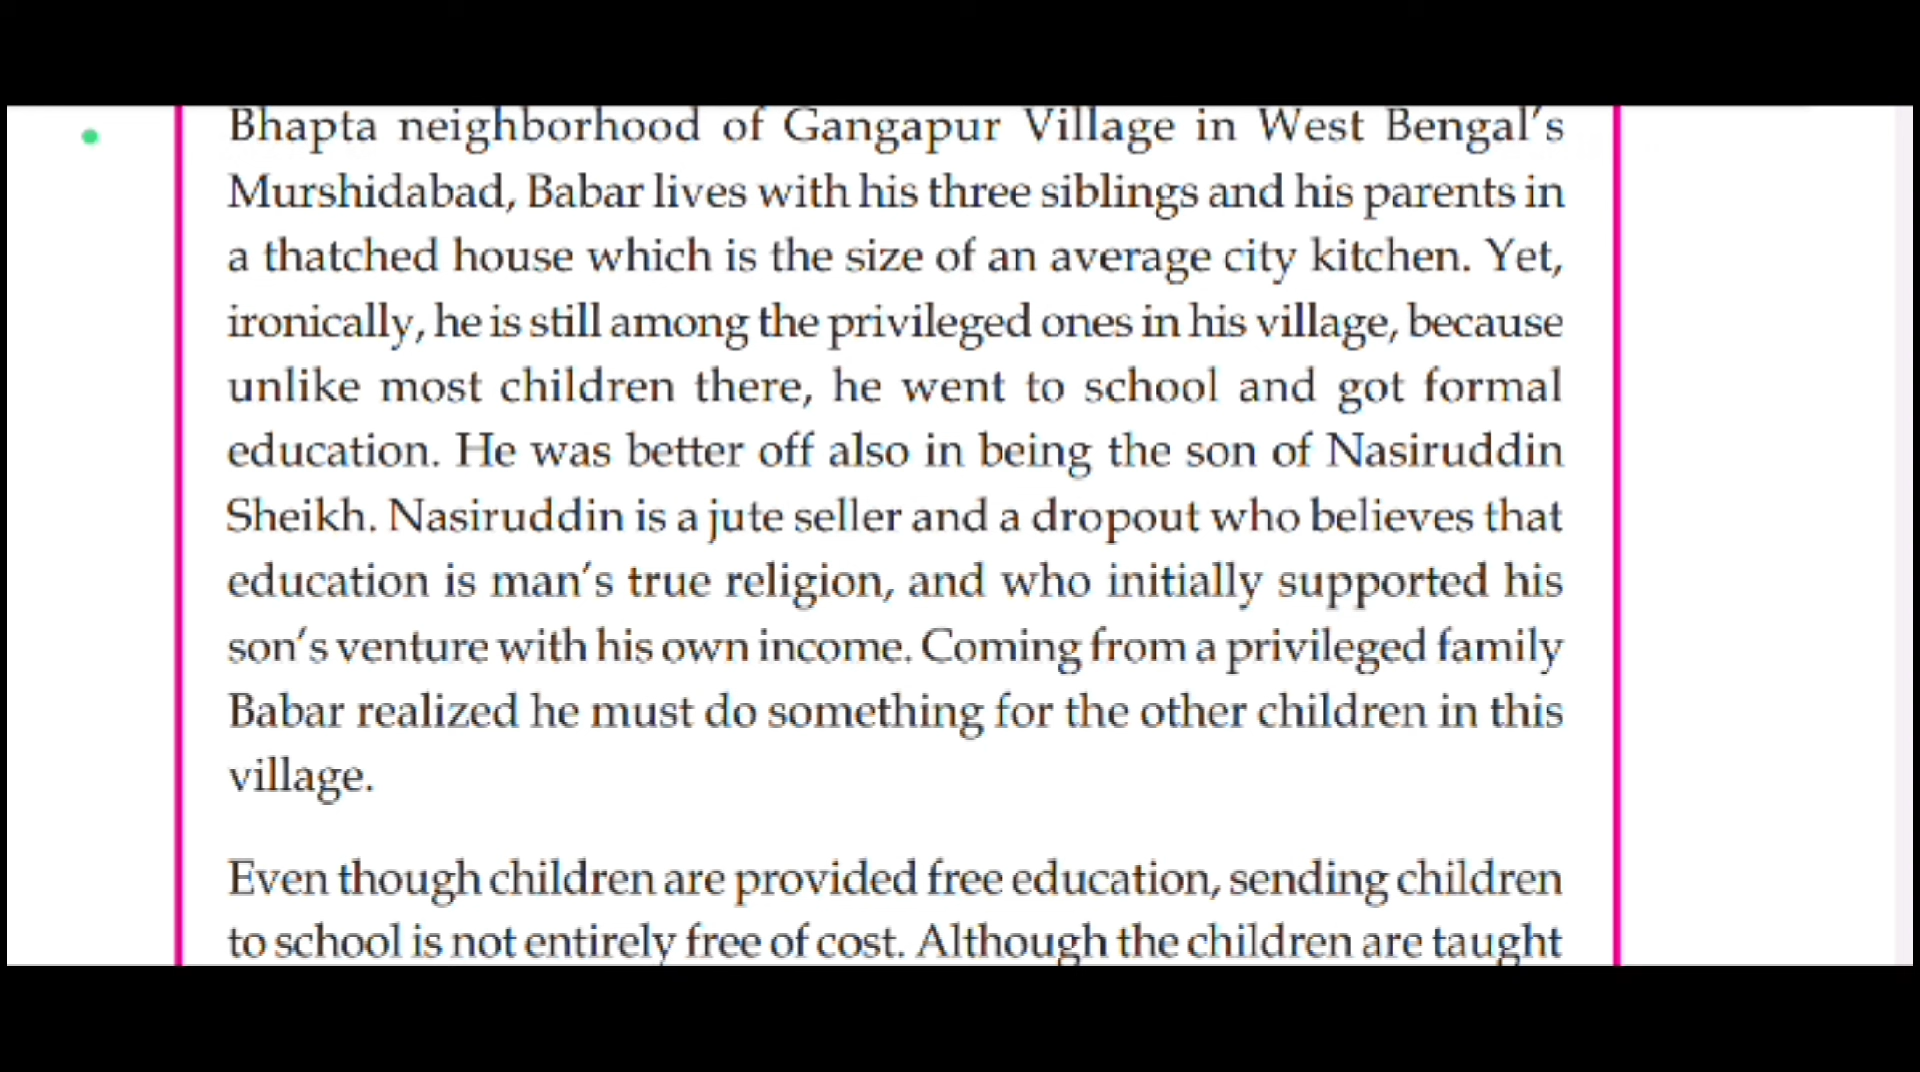 Bhapta neighborhood of Gangapur Village in West Bengal’s
Murshidabad, Babar lives with his three siblings and his parents in
a thatched house which is the size of an average city kitchen. Yet,
ironically, he is still among the privileged ones in his village, because
unlike most children there, he went to school and got formal
education. He was better off also in being the son of Nasiruddin
Sheikh. Nasiruddin is a jute seller and a dropout who believes that
education is man’s true religion, and who initially supported his
son’s venture with his own income. Coming from a privileged family
Babar realized he must do something for the other children in this
village.
Even though children are provided free education, sending children
to school is not entirely free of cost. Although the children are taught